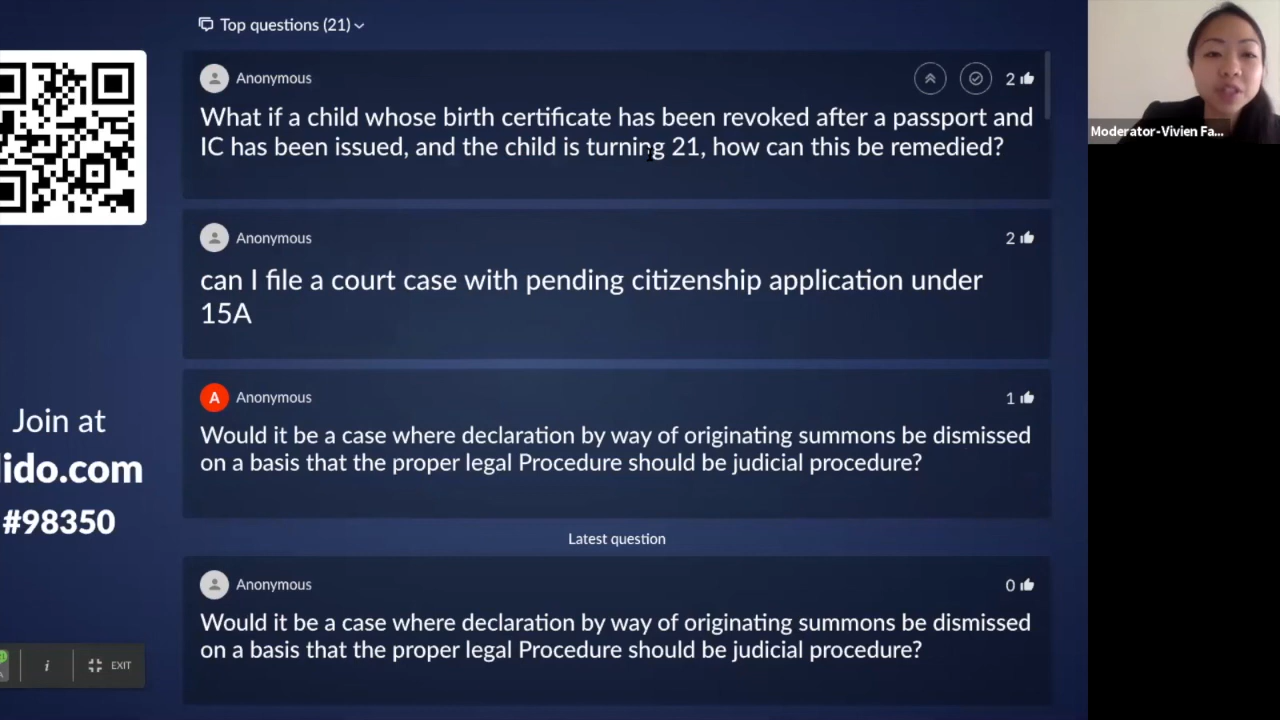 Top questions (21)
Anonymous
2
What if a child whose birth certificate has been revoked after a passport and
IC has been issued, and the child is turning 21, how can this be remedied?
Anonymous
2
can I file a court case with pending citizenship application under
15A
A
Anonymous
1
Would it be a case where declaration by way of originating summons be dismissed
on a basis that the proper legal Procedure should be judicial procedure?
Latest question
Anonymous
0
Would it be a case where declaration by way of originating summons be dismissed
on a basis that the proper legal Procedure should be judicial procedure?
Join at
lido.com
#98350
i
EXIT
Moderator-Vivien Fa...